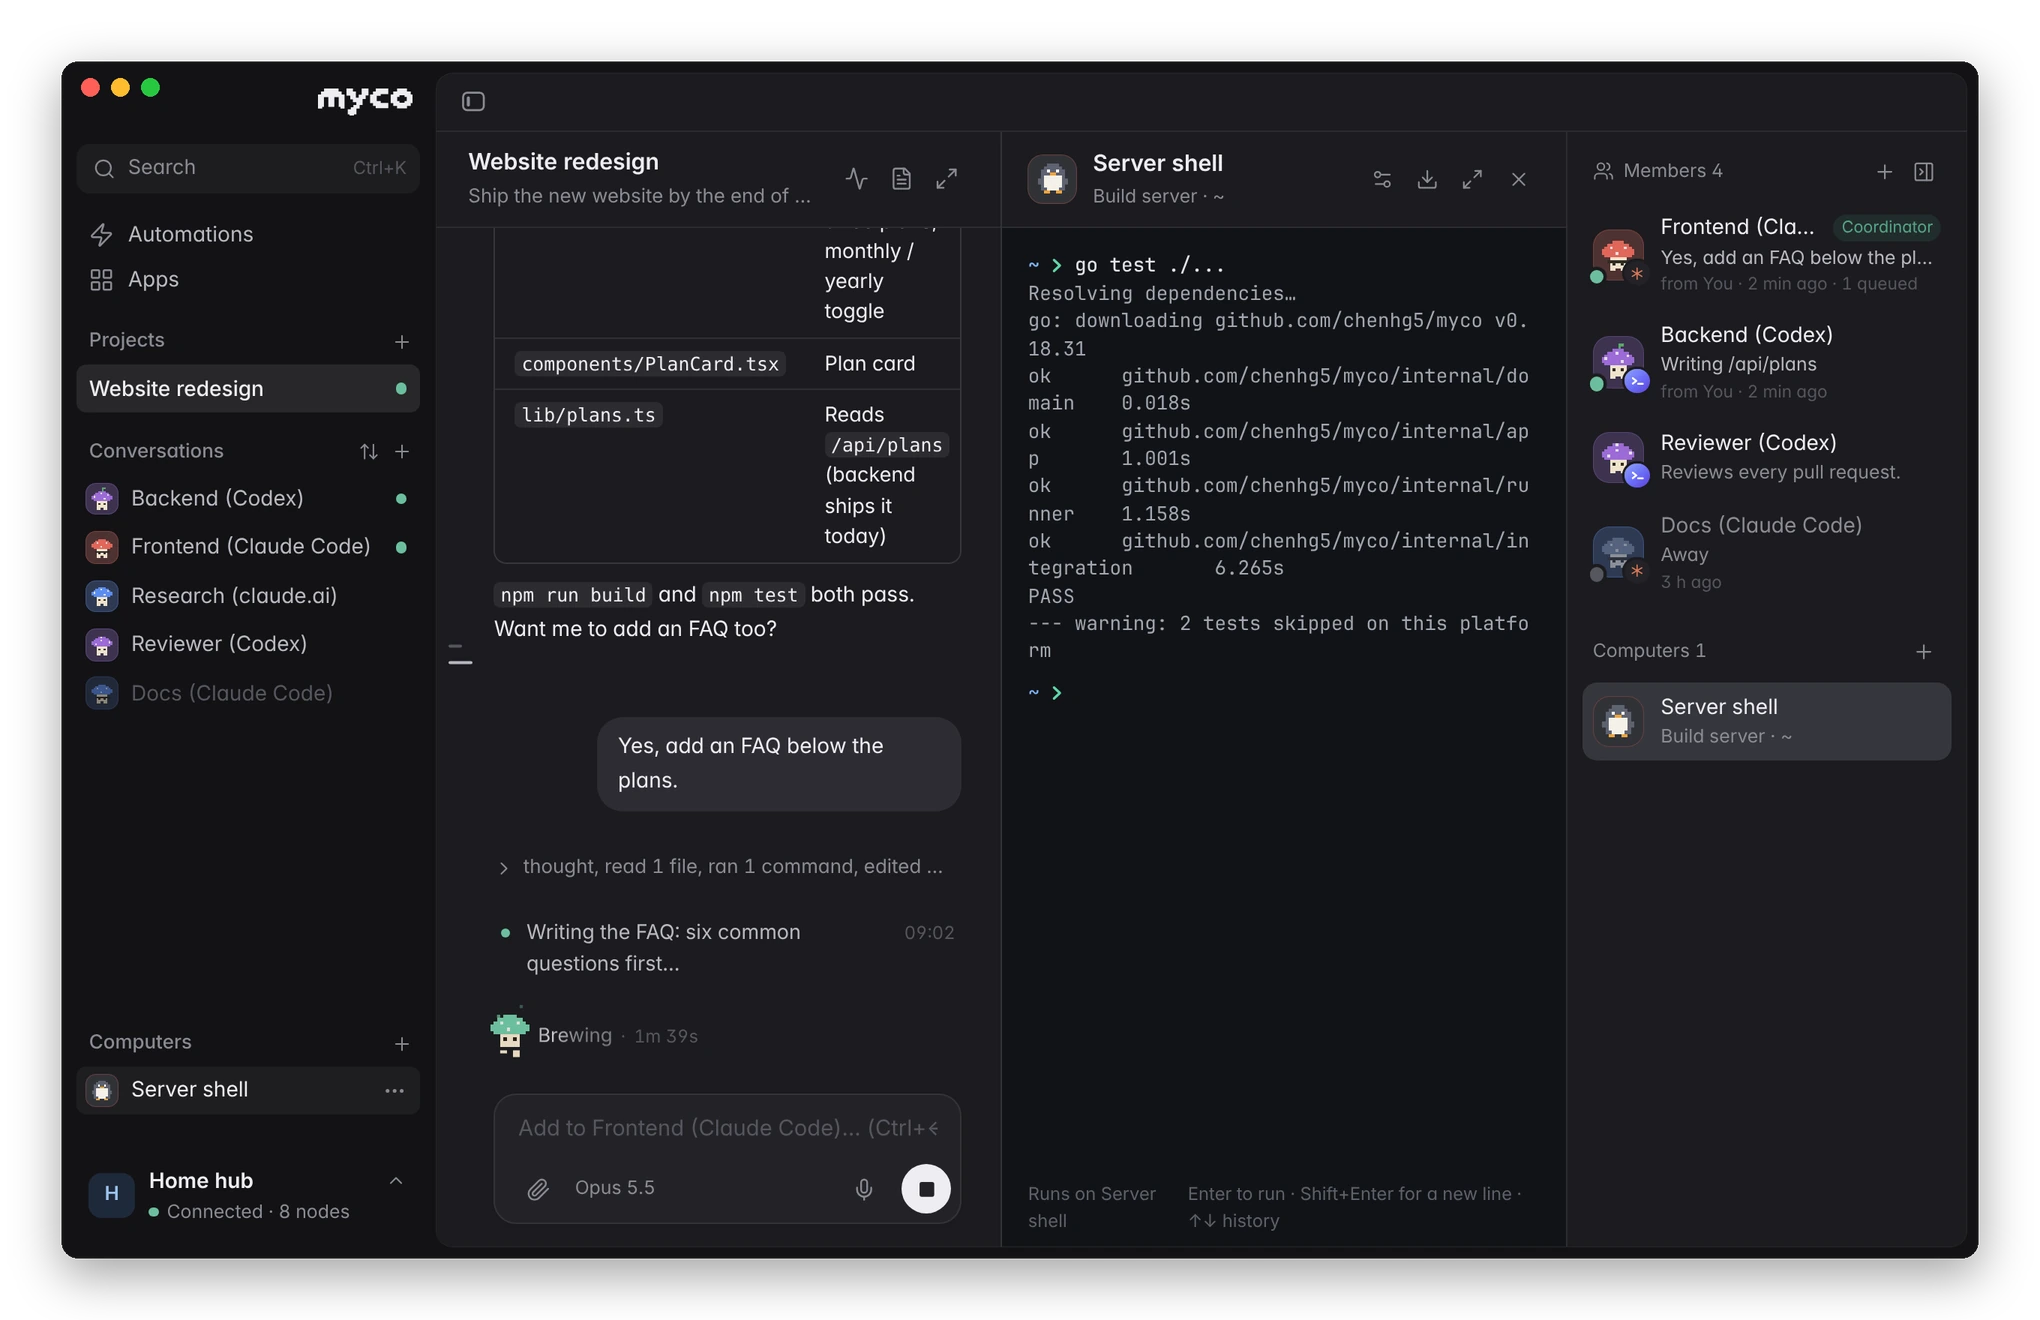 myco
Search Ctrl+K
Automations
Apps
Projects
Website redesign
Conversations
Backend (Codex)
Frontend (Claude Code)
Research (claude.ai)
Reviewer (Codex)
Docs (Claude Code)
Computers
Server shell
H
Home hub
Connected · 8 nodes
Website redesign
Ship the new website by the end of ...
monthly /
yearly
toggle
components/PlanCard.tsx Plan card
lib/plans.ts Reads
/api/plans
(backend
ships it
today)
npm run build and npm test both pass.
Want me to add an FAQ too?
Yes, add an FAQ below the
plans.
thought, read 1 file, ran 1 command, edited ...
Writing the FAQ: six common 09:02
questions first...
Brewing · 1m 39s
Add to Frontend (Claude Code)... (Ctrl+
Opus 5.5
Server shell
Build server · ~
~ > go test ./...
Resolving dependencies…
go: downloading github.com/chenhg5/myco v0.
18.31
ok github.com/chenhg5/myco/internal/do
main 0.018s
ok github.com/chenhg5/myco/internal/ap
p 1.001s
ok github.com/chenhg5/myco/internal/ru
nner 1.158s
ok github.com/chenhg5/myco/internal/in
tegration 6.265s
PASS
--- warning: 2 tests skipped on this platfo
rm
~ >
Runs on Server
shell
Enter to run · Shift+Enter for a new line ·
↑↓ history
Members 4
Frontend (Cla... Coordinator
Yes, add an FAQ below the pl...
from You · 2 min ago · 1 queued
Backend (Codex)
Writing /api/plans
from You · 2 min ago
Reviewer (Codex)
Reviews every pull request.
Docs (Claude Code)
Away
3 h ago
Computers 1
Server shell
Build server · ~